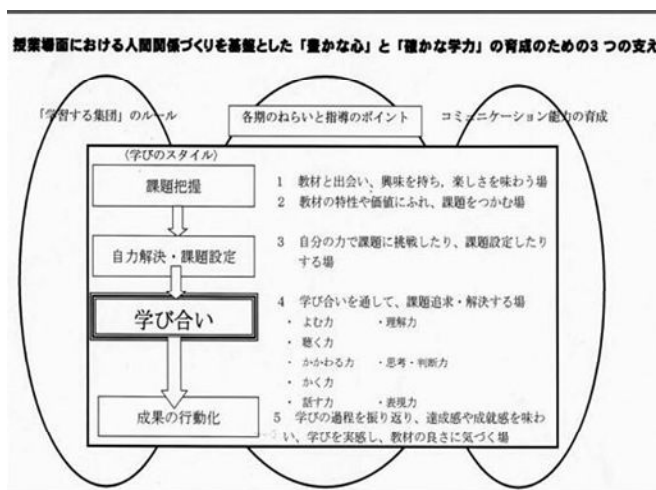 授業場面における人間関係づくりを基盤とした「豊かな心」と「確かな学力」の育成のための3つの支え
「学習する集団」のルール
各期のねらいと指導のポイント
コミュニケーション能力の育成
(学びのスタイル)
課題把握
1 教材と出会い、興味を持ち，楽しさを味わう場
2 教材の特性や価値にふれ、課題をつかむ場
自力解決・課題設定
3 自分の力で課題に挑戦したり、課題設定したり
する場
学び合い
4 学び合いを通して、課題追求・解決する場
・ よむ力 ・理解力
・ 聴く力
・ かかわる力 ・思考・判断力
・ かく力
・ 話す力 ・表現力
成果の行動化
5 学びの過程を振り返り、達成感や成就感を味わ
い、学びを実感し、教材の良さに気づく場